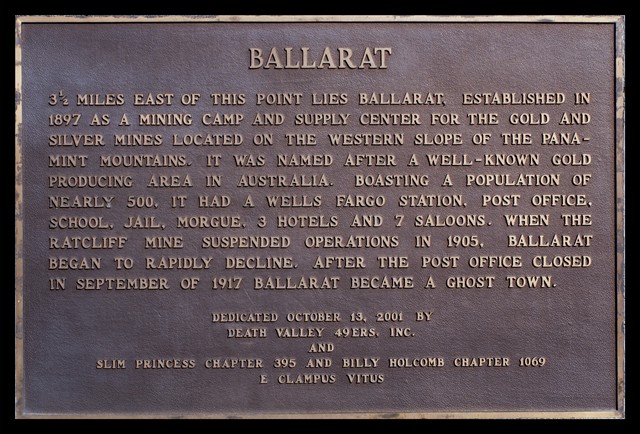 BALLARAT
3½ MILES EAST OF THIS POINT LIES BALLARAT. ESTABLISHED IN
1897 AS A MINING CAMP AND SUPPLY CENTER FOR THE GOLD AND
SILVER MINES LOCATED ON THE WESTERN SLOPE OF THE PANA-
MINT MOUNTAINS. IT WAS NAMED AFTER A WELL-KNOWN GOLD
PRODUCING AREA IN AUSTRALIA. BOASTING A POPULATION OF
NEARLY 500, IT HAD A WELLS FARGO STATION, POST OFFICE,
SCHOOL, JAIL, MORGUE, 3 HOTELS AND 7 SALOONS. WHEN THE
RATCLIFF MINE SUSPENDED OPERATIONS IN 1905, BALLARAT
BEGAN TO RAPIDLY DECLINE. AFTER THE POST OFFICE CLOSED
IN SEPTEMBER OF 1917 BALLARAT BECAME A GHOST TOWN.
DEDICATED OCTOBER 13, 2001 BY
DEATH VALLEY 49ERS, INC.
AND
SLIM PRINCESS CHAPTER 395 AND BILLY HOLCOMB CHAPTER 1069
E CLAMPUS VITUS